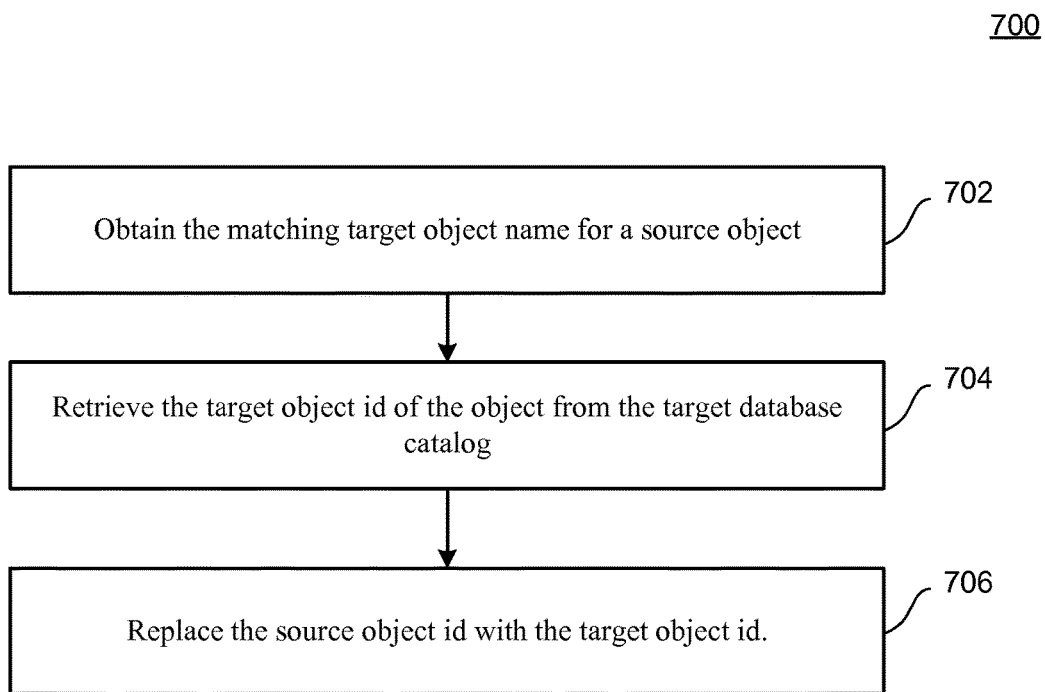 700
702
Obtain the matching target object name for a source object
704
Retrieve the target object id of the object from the target database
catalog
706
Replace the source object id with the target object id.